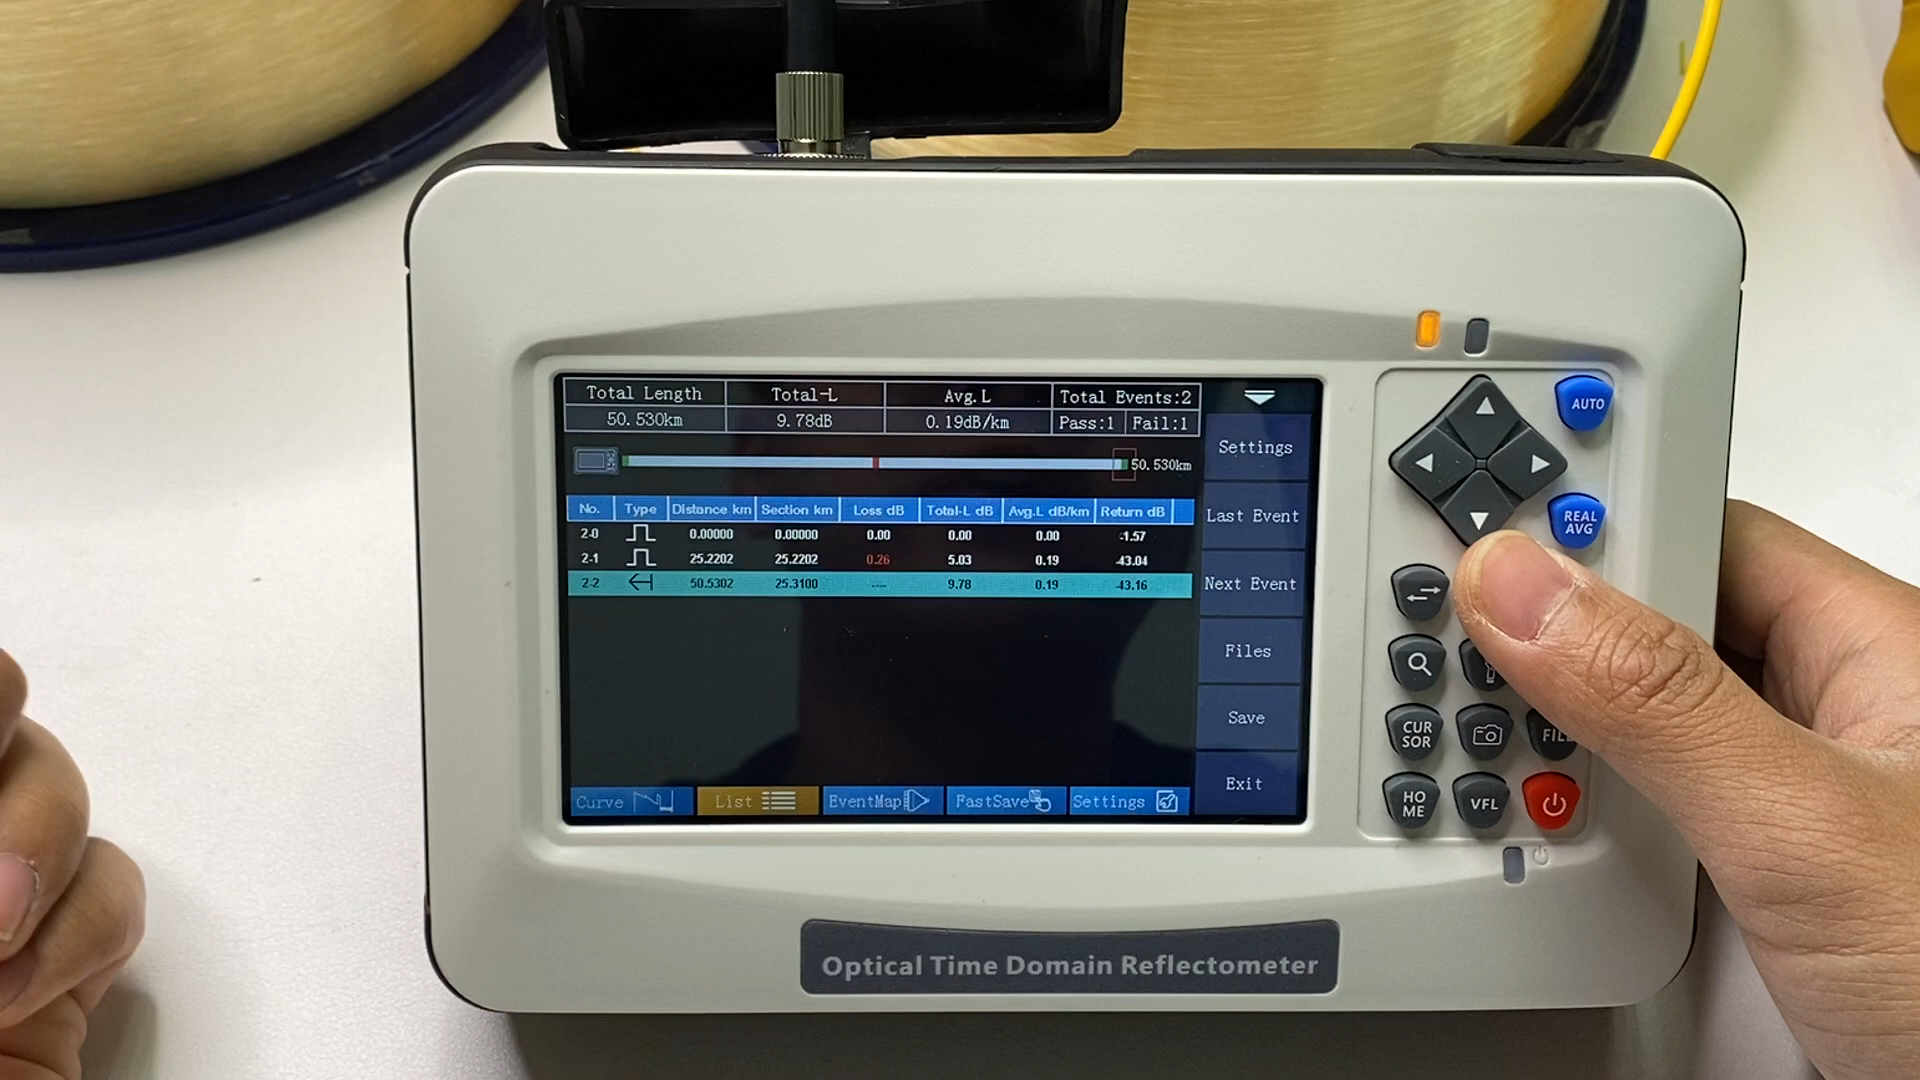 Total Length Total-L Avg.L Total Events:2
50.530km 9.78dB 0.19dB/km Pass:1 Fail:1
50.530km
No. Type Distance km Section km Loss dB Total-L dB Avg.L dB/km Return dB
2-0 0.00000 0.00000 0.00 0.00 0.00 -1.57
2-1 25.2202 25.2202 0.26 5.03 0.19 -43.04
2-2 50.5302 25.3100 ---- 9.78 0.19 -43.16
Settings
Last Event
Next Event
Files
Save
Exit
Curve List EventMap FastSave Settings
AUTO
REAL
AVG
CUR
SOR
HO
ME
VFL
Optical Time Domain Reflectometer